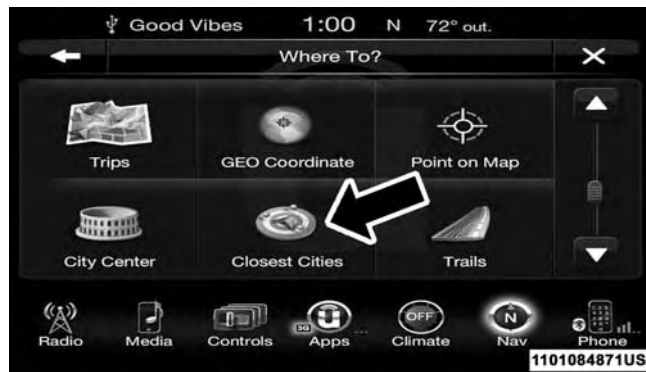 Good Vibes 1:00 N 72° out.
Where To?
Trips GEO Coordinate Point on Map
City Center Closest Cities Trails
3G OFF N
Radio Media Controls Apps ... Climate Nav Phone
1101084871US